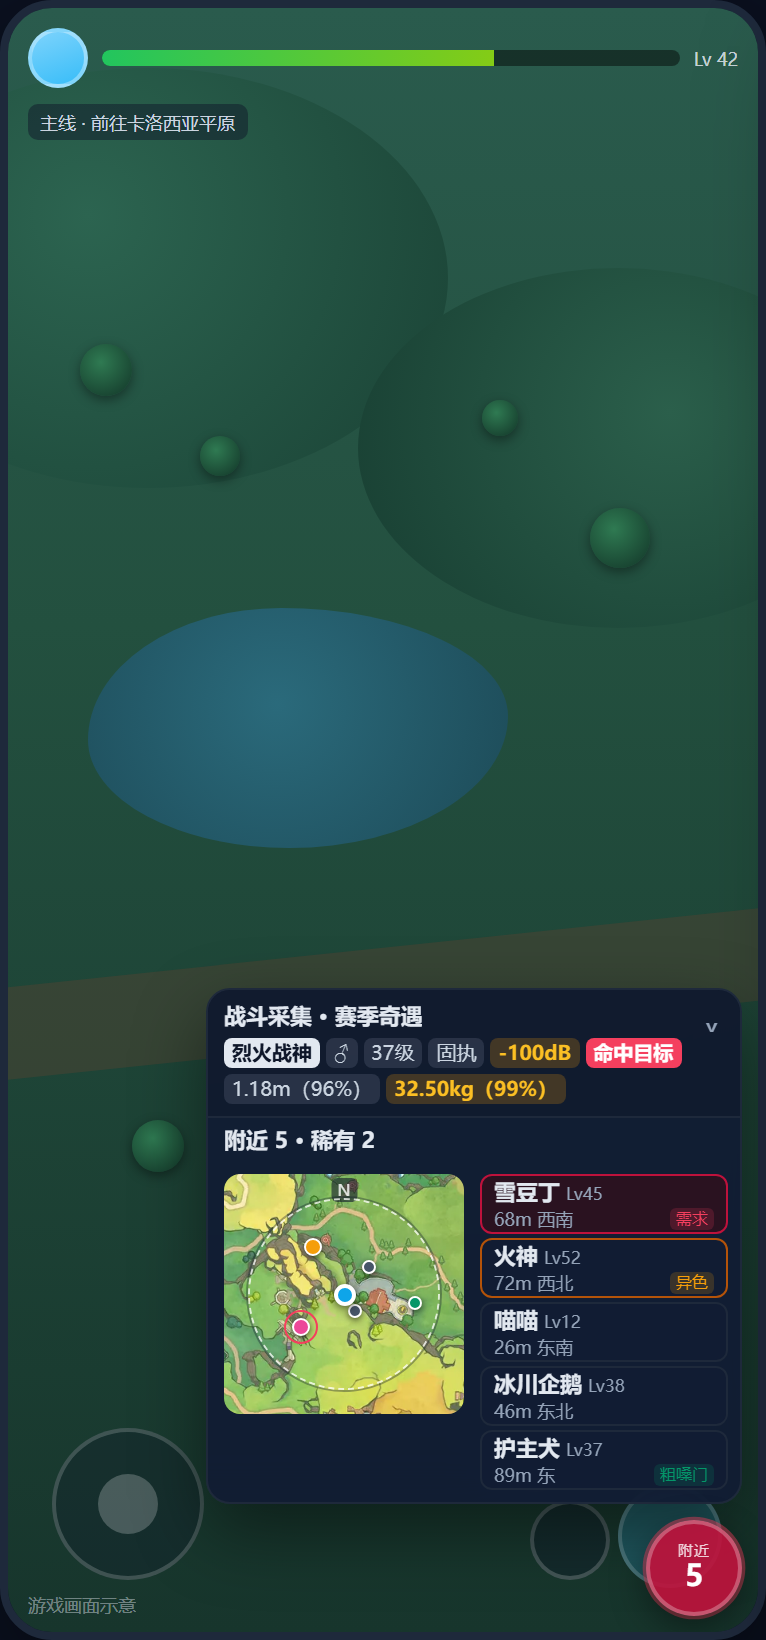 Lv 42
主线 · 前往卡洛西亚平原
战斗采集 • 赛季奇遇
v
烈火战神 ♂ 37级 固执 -100dB 命中目标
1.18m（96%） 32.50kg（99%）
附近 5 • 稀有 2
N
雪豆丁 Lv45
68m 西南 需求
火神 Lv52
72m 西北 异色
喵喵 Lv12
26m 东南
冰川企鹅 Lv38
46m 东北
护主犬 Lv37
89m 东 粗嗓门
附近
5
游戏画面示意